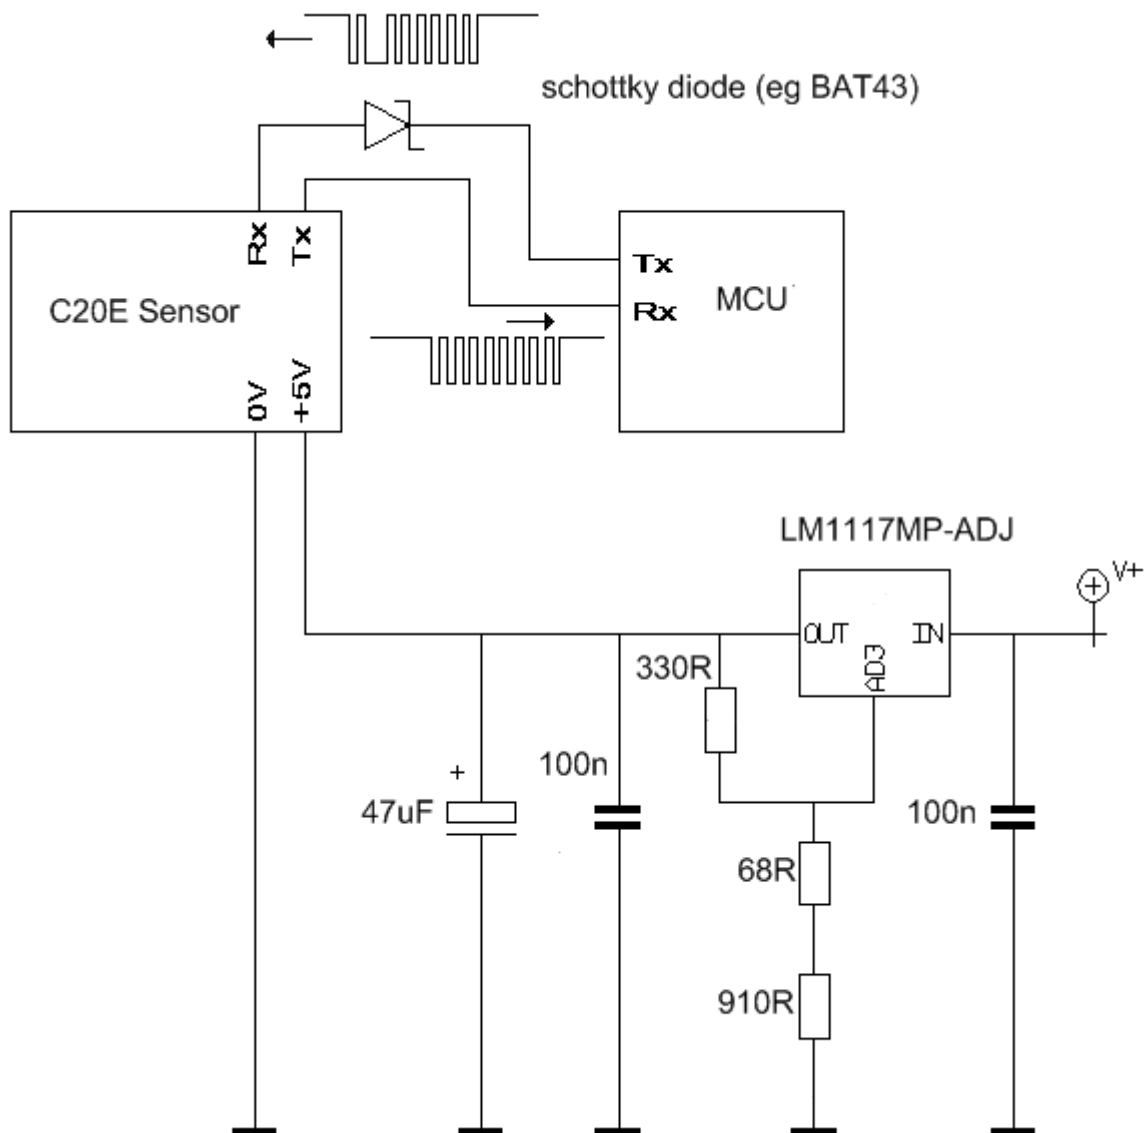 schottky diode (eg BAT43)
Rx
Tx
C20E Sensor
Tx
MCU
Rx
0V
+5V
LM1117MP-ADJ
V+
OUT
IN
ADJ
330R
+
100n
47uF
100n
68R
910R